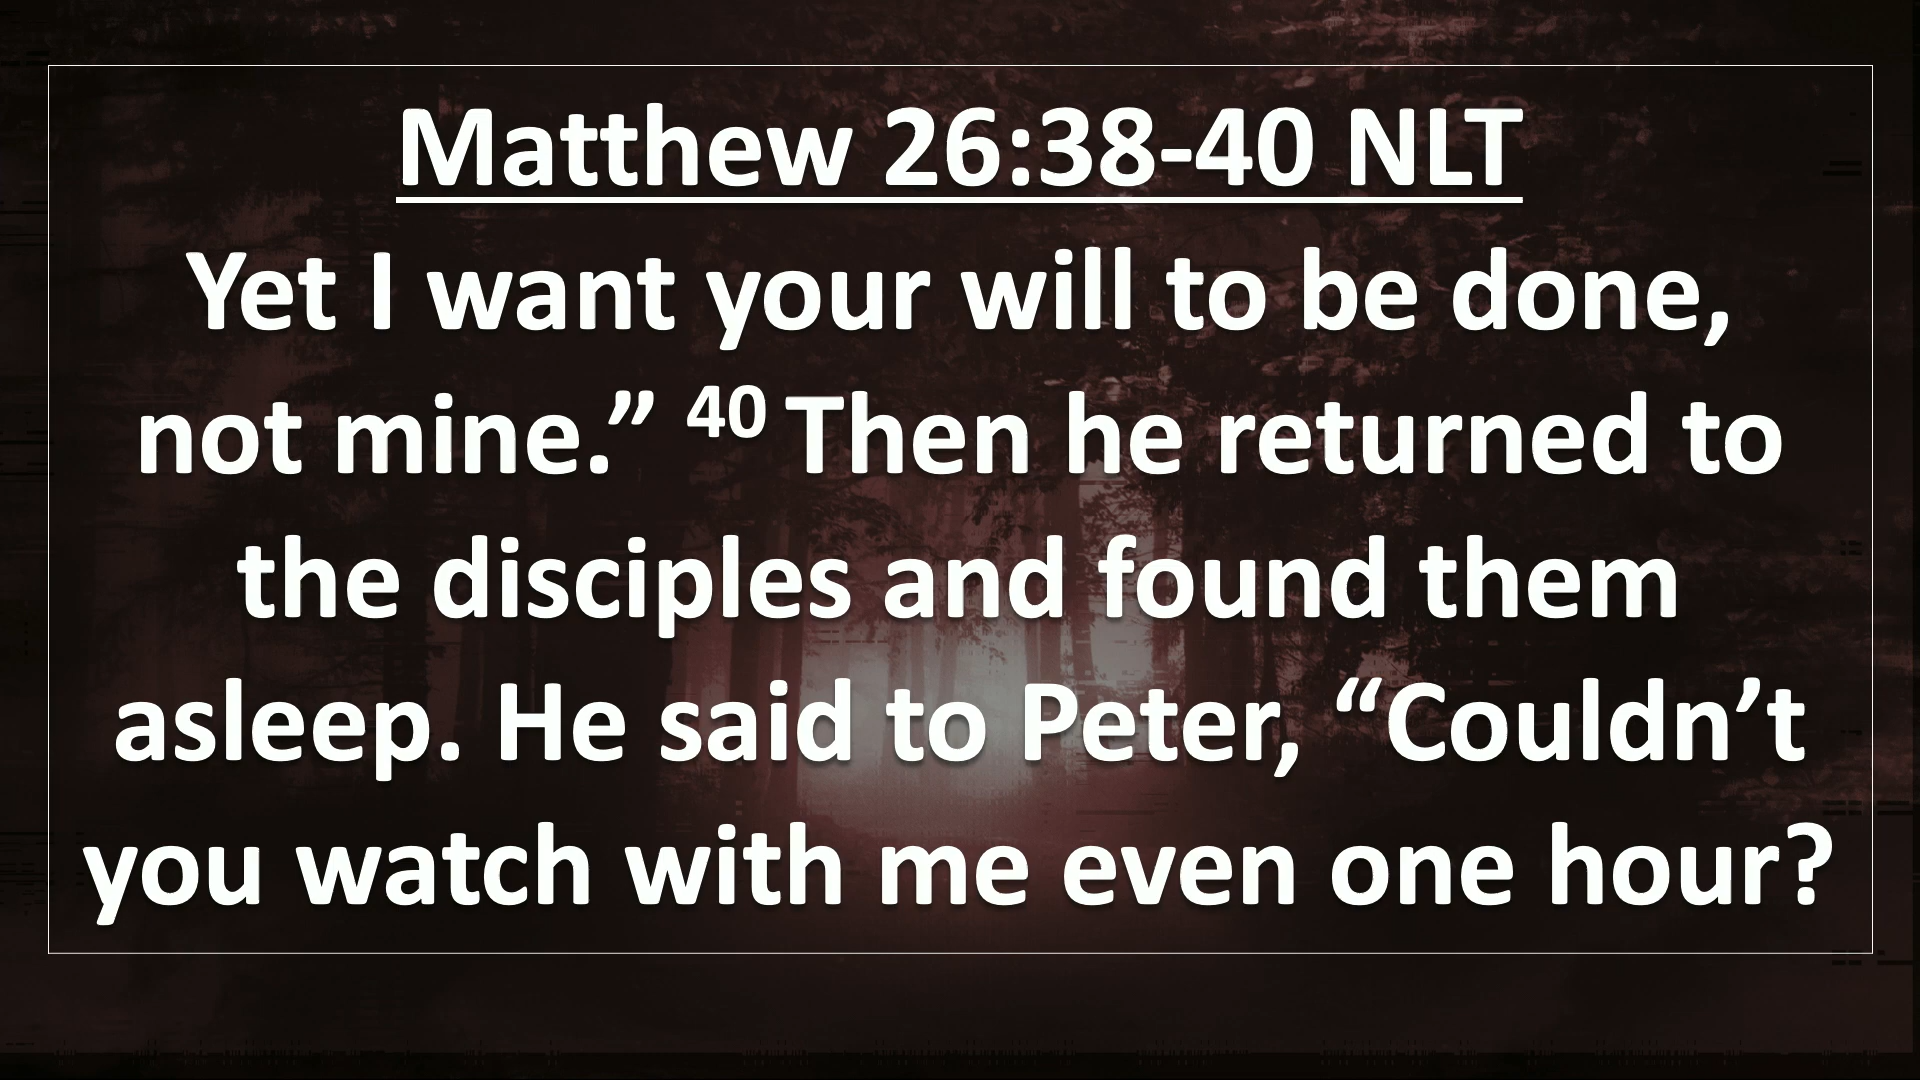 Matthew 26:38-40 NLT
Yet I want your will to be done,
not mine.” ⁴⁰ Then he returned to
the disciples and found them
asleep. He said to Peter, “Couldn’t
you watch with me even one hour?